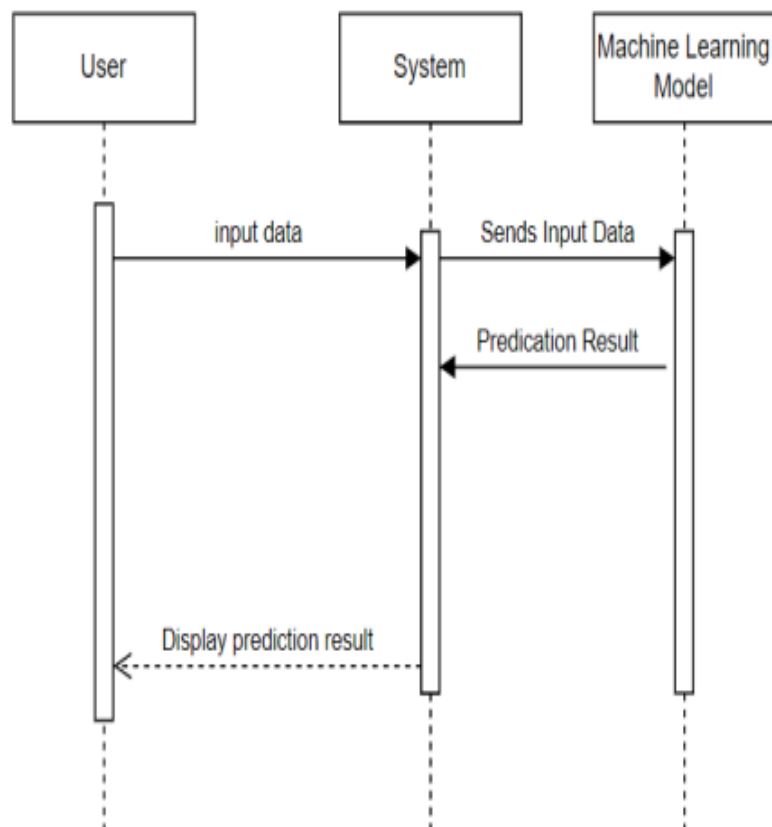 User
System
Machine Learning
Model
input data
Sends Input Data
Predication Result
Display prediction result